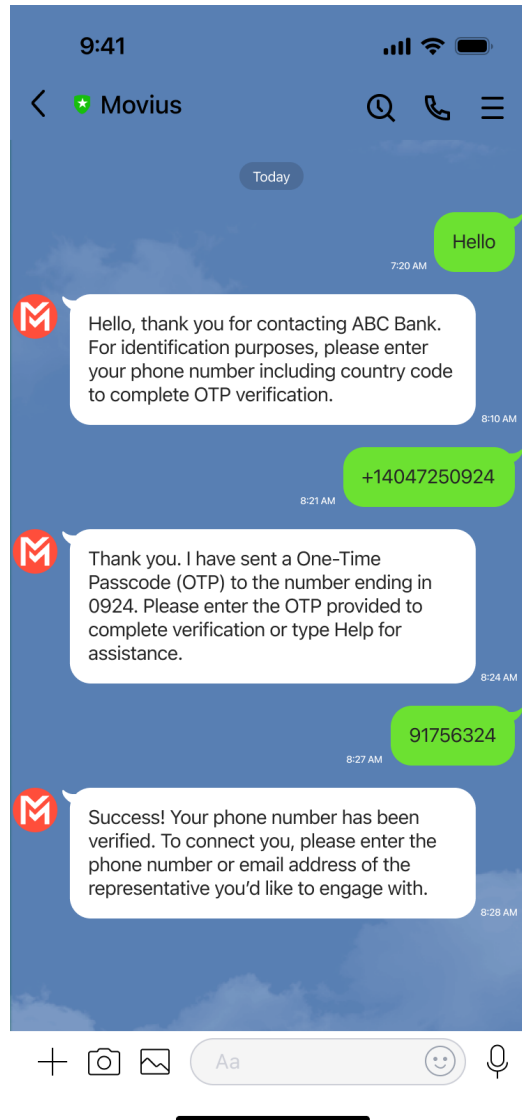 9:41
Movius
Today
Hello
7:20 AM
Hello, thank you for contacting ABC Bank.
For identification purposes, please enter
your phone number including country code
to complete OTP verification.
8:10 AM
+14047250924
8:21 AM
Thank you. I have sent a One-Time
Passcode (OTP) to the number ending in
0924. Please enter the OTP provided to
complete verification or type Help for
assistance.
8:24 AM
91756324
8:27 AM
Success! Your phone number has been
verified. To connect you, please enter the
phone number or email address of the
representative you’d like to engage with.
8:28 AM
Aa